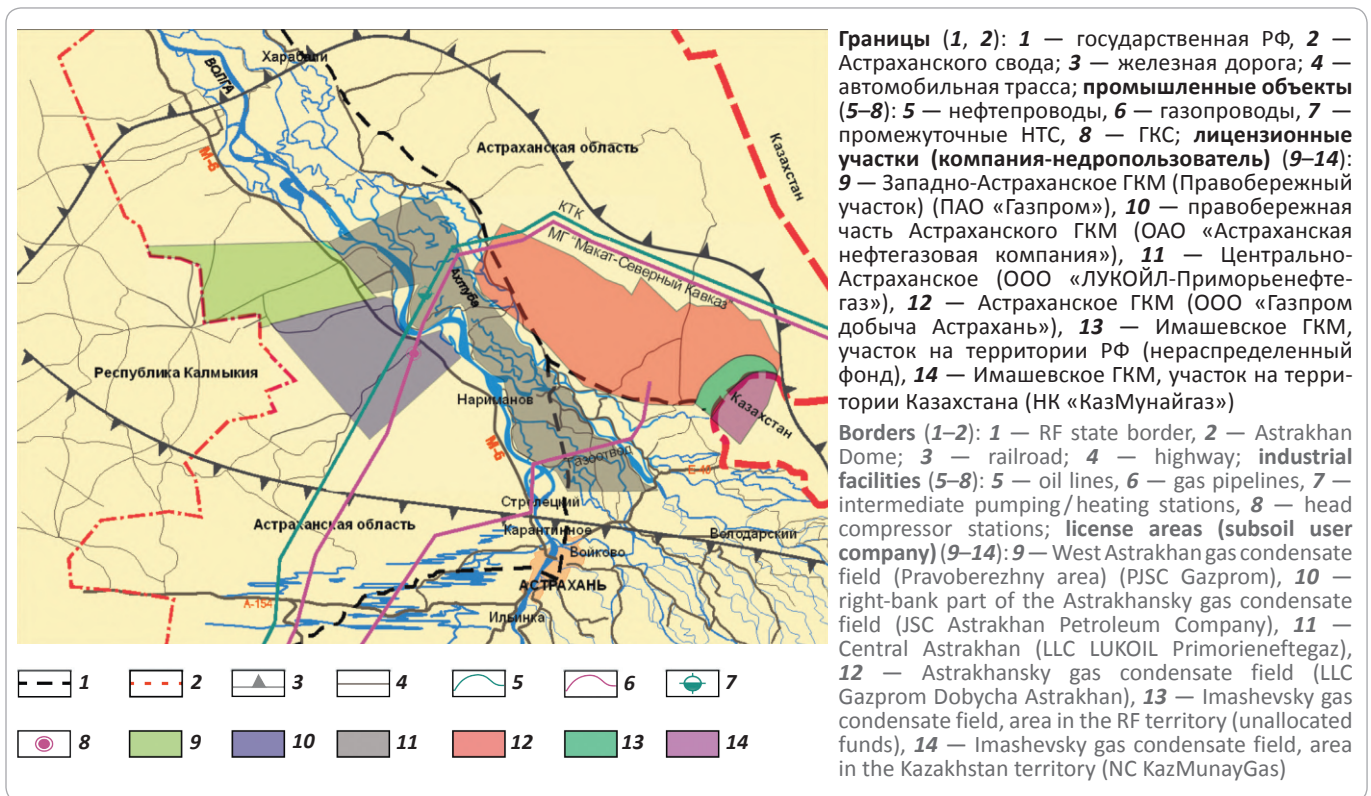 Харабали
ВОЛГА
М-6
Астраханская область
Казахстан
КТК
МГ "Макат-Северный Кавказ"
Ахтуба
Республика Калмыкия
Нариманов
Казахстан
М-6
Газоотвод
Е-40
Стрелецкий
Астраханская область
Карантинное
Володарский
Войково
АСТРАХАНЬ
А-154
Ильинка
1
2
3
4
5
6
7
8
9
10
11
12
13
14
Границы (1, 2): 1 — государственная РФ, 2 —
Астраханского свода; 3 — железная дорога; 4 —
автомобильная трасса; промышленные объекты
(5–8): 5 — нефтепроводы, 6 — газопроводы, 7 —
промежуточные НТС, 8 — ГКС; лицензионные
участки (компания-недропользователь) (9–14):
9 — Западно-Астраханское ГКМ (Правобережный
участок) (ПАО «Газпром»), 10 — правобережная
часть Астраханского ГКМ (ОАО «Астраханская
нефтегазовая компания»), 11 — Центрально-
Астраханское (ООО «ЛУКОЙЛ-Приморьенефте-
газ»), 12 — Астраханское ГКМ (ООО «Газпром
добыча Астрахань»), 13 — Имашевское ГКМ,
участок на территории РФ (нераспределенный
фонд), 14 — Имашевское ГКМ, участок на терри-
тории Казахстана (НК «КазМунайгаз»)
Borders (1–2): 1 — RF state border, 2 — Astrakhan
Dome; 3 — railroad; 4 — highway; industrial
facilities (5–8): 5 — oil lines, 6 — gas pipelines, 7 —
intermediate pumping/heating stations, 8 — head
compressor stations; license areas (subsoil user
company) (9–14): 9 — West Astrakhan gas condensate
field (Pravoberezhny area) (PJSC Gazprom), 10 —
right-bank part of the Astrakhansky gas condensate
field (JSC Astrakhan Petroleum Company), 11 —
Central Astrakhan (LLC LUKOIL Primorieneftegaz),
12 — Astrakhansky gas condensate field (LLC
Gazprom Dobycha Astrakhan), 13 — Imashevsky gas
condensate field, area in the RF territory (unallocated
funds), 14 — Imashevsky gas condensate field, area
in the Kazakhstan territory (NC KazMunayGas)